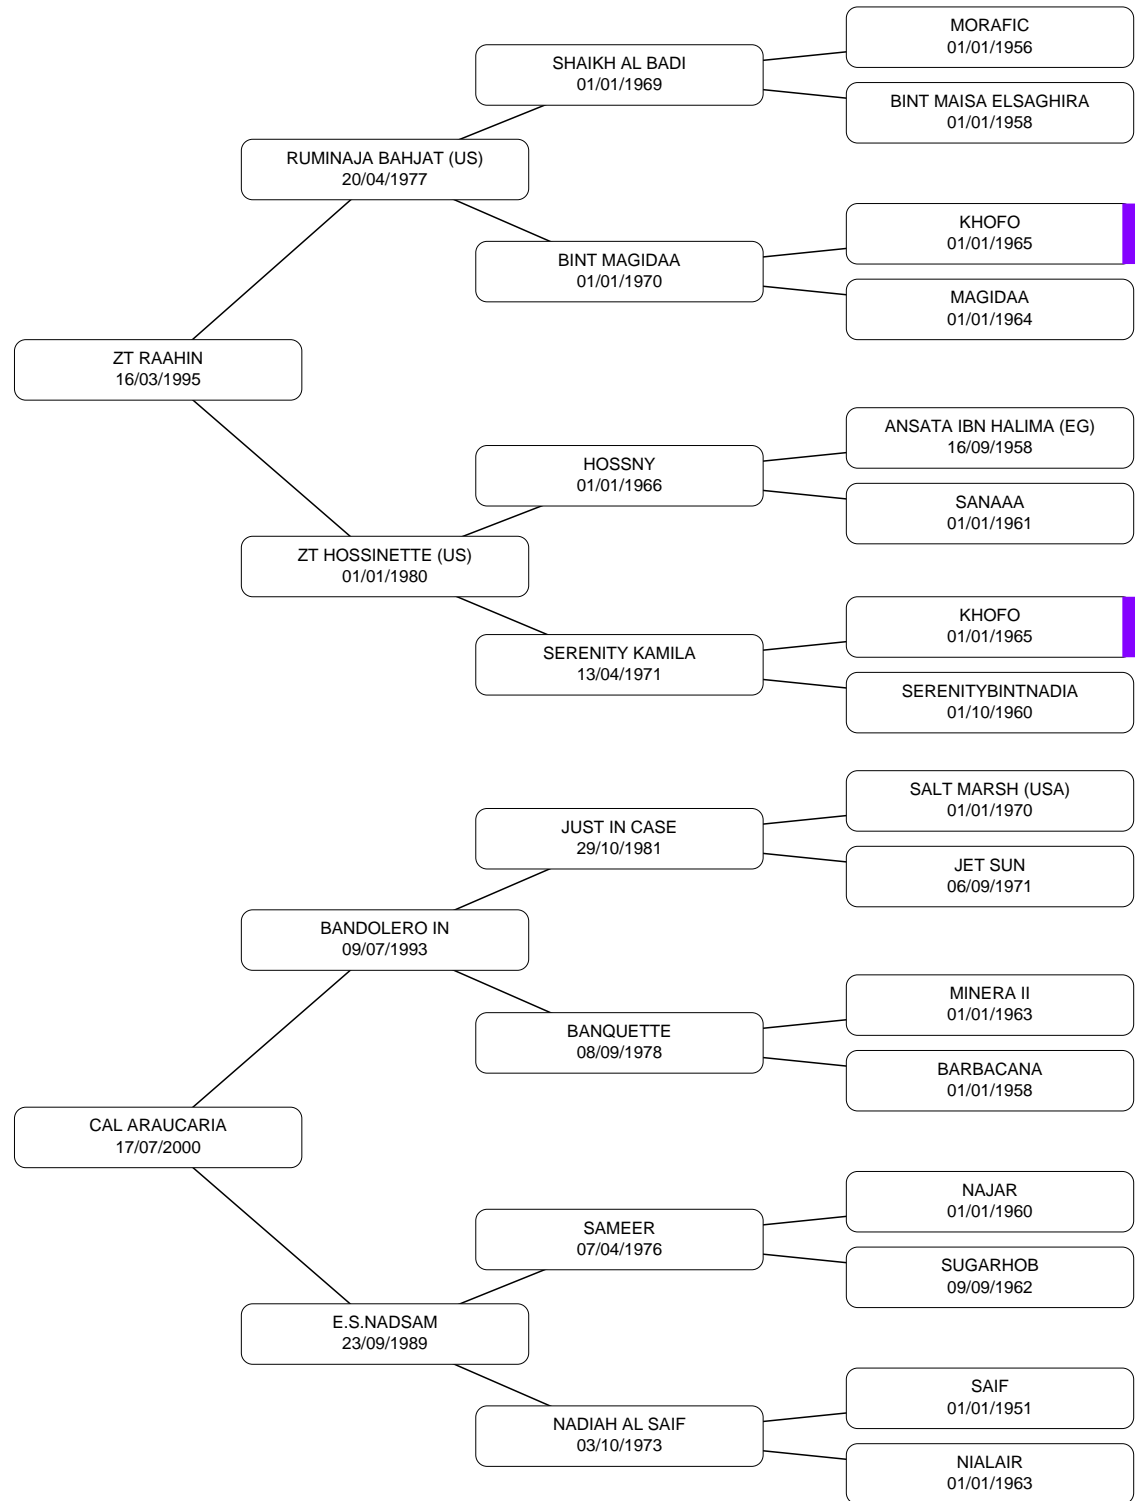 MORAFIC
01/01/1956
SHAIKH AL BADI
01/01/1969
BINT MAISA ELSAGHIRA
01/01/1958
RUMINAJA BAHJAT (US)
20/04/1977
KHOFO
01/01/1965
BINT MAGIDAA
01/01/1970
MAGIDAA
01/01/1964
ZT RAAHIN
16/03/1995
ANSATA IBN HALIMA (EG)
16/09/1958
HOSSNY
01/01/1966
SANAAA
01/01/1961
ZT HOSSINETTE (US)
01/01/1980
KHOFO
01/01/1965
SERENITY KAMILA
13/04/1971
SERENITYBINTNADIA
01/10/1960
SALT MARSH (USA)
01/01/1970
JUST IN CASE
29/10/1981
JET SUN
06/09/1971
BANDOLERO IN
09/07/1993
MINERA II
01/01/1963
BANQUETTE
08/09/1978
BARBACANA
01/01/1958
CAL ARAUCARIA
17/07/2000
NAJAR
01/01/1960
SAMEER
07/04/1976
SUGARHOB
09/09/1962
E.S.NADSAM
23/09/1989
SAIF
01/01/1951
NADIAH AL SAIF
03/10/1973
NIALAIR
01/01/1963